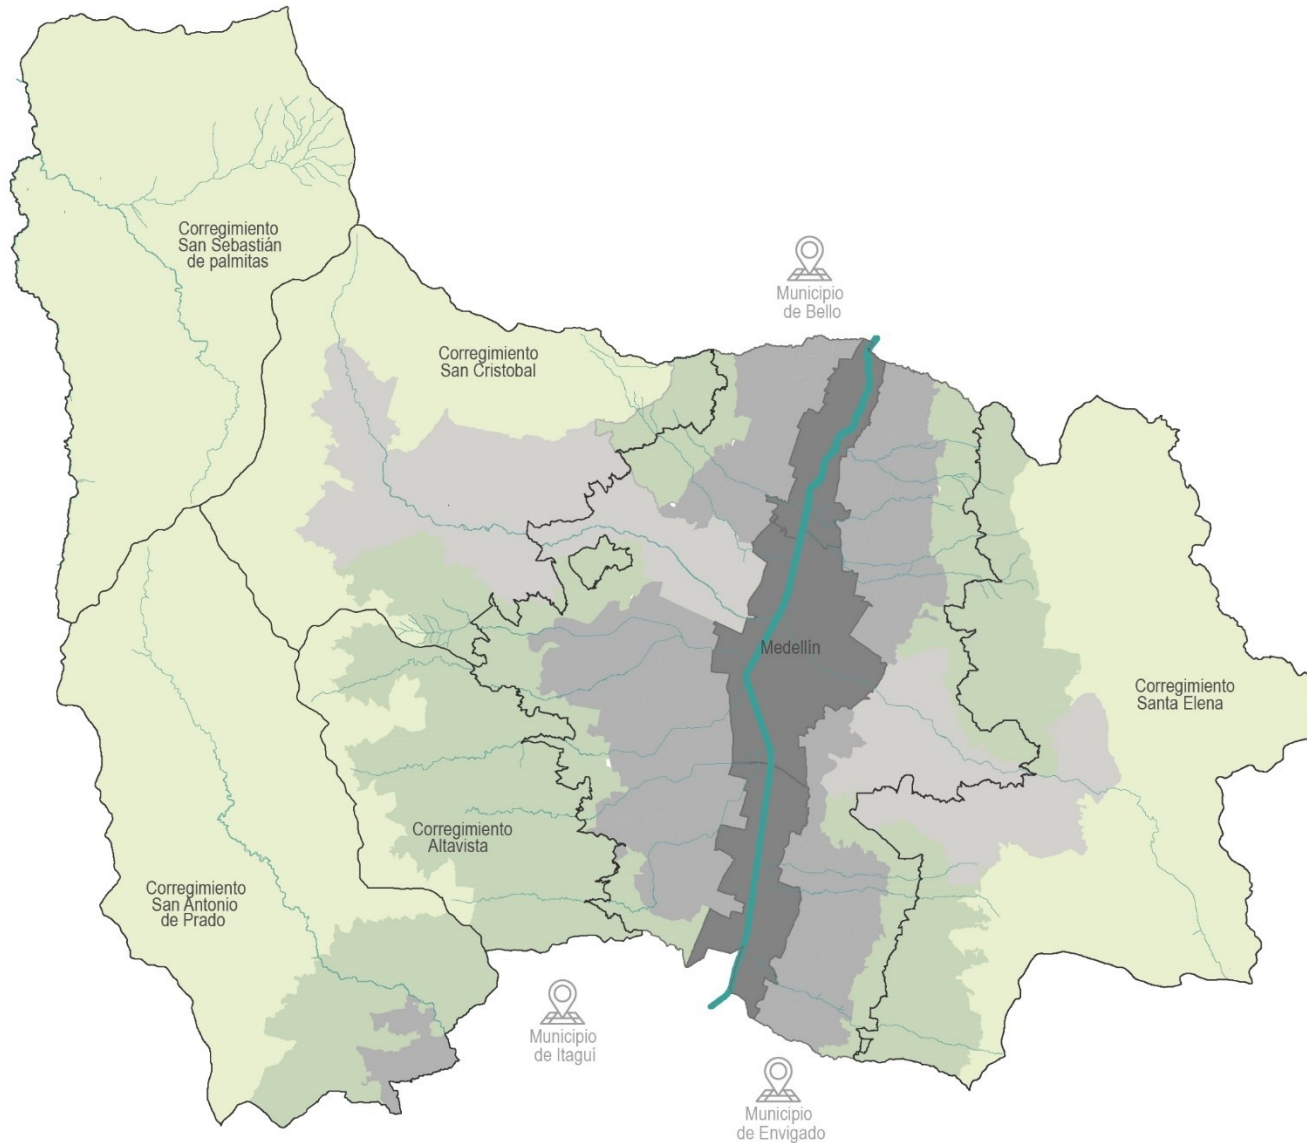 Corregimiento
San Sebastián
de palmitas
Municipio
de Bello
Corregimiento
San Cristobal
Medellín
Corregimiento
Santa Elena
Corregimiento
Altavista
Corregimiento
San Antonio
de Prado
Municipio
de Itaguí
Municipio
de Envigado